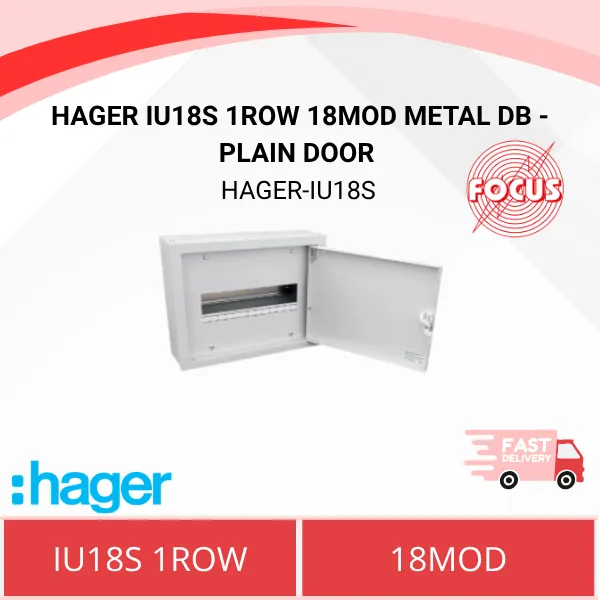 HAGER IU18S 1ROW 18MOD METAL DB -
PLAIN DOOR
HAGER-IU18S
FOCUS
FAST
DELIVERY
:hager
IU18S 1ROW
18MOD